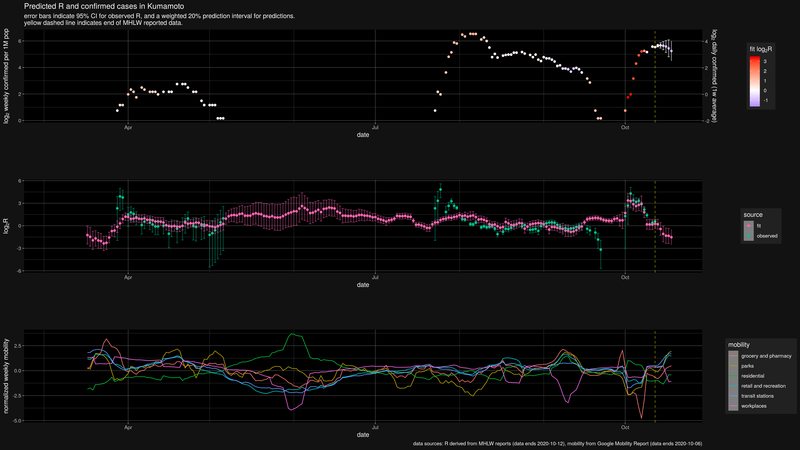 Predicted R and confirmed cases in Kumamoto
error bars indicate 95% CI for observed R, and a weighted 20% prediction interval for predictions.
yellow dashed line indicates end of MHLW reported data.
log₂ weekly confirmed per 1M pop
6
4
2
0
4
2
0
-2
log₂ daily confirmed (1w average)
Apr
Jul
Oct
date
fit log₂R
3
2
1
0
-1
log₂R
6
3
0
-3
-6
Apr
Jul
Oct
date
source
fit
observed
normalised weekly mobility
2.5
0.0
-2.5
-5.0
Apr
Jul
Oct
date
mobility
grocery and pharmacy
parks
residential
retail and recreation
transit stations
workplaces
data sources: R derived from MHLW reports (data ends 2020-10-12), mobility from Google Mobility Report (data ends 2020-10-06)